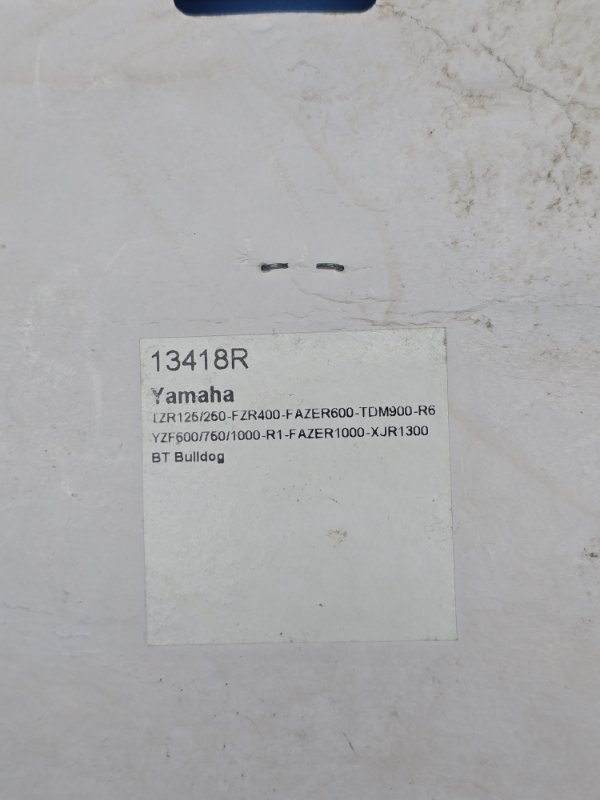 13418R
Yamaha
TZR125/250-FZR400-FAZER600-TDM900-R6
YZF600/750/1000-R1-FAZER1000-XJR1300
BT Bulldog